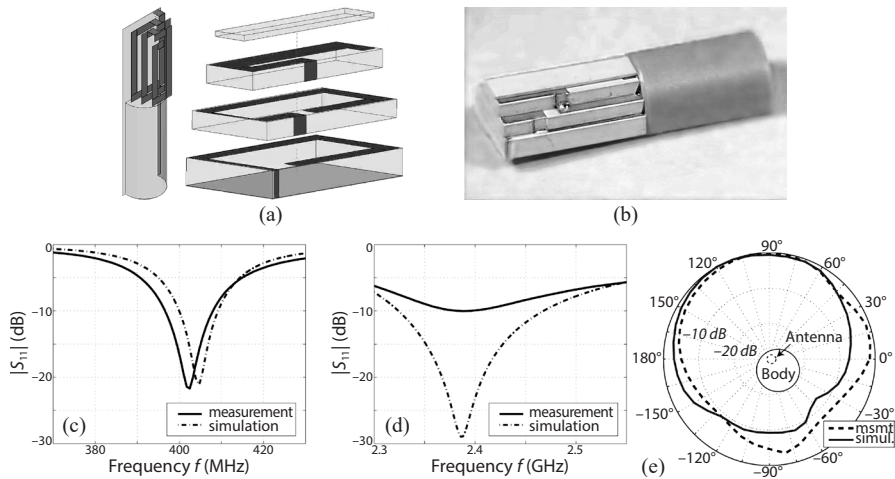 (a)
(b)
0
−10
−20
−30
|S11| (dB)
(c)
measurement
simulation
380
400
420
Frequency f (MHz)
0
−10
−20
−30
|S11| (dB)
(d)
measurement
simulation
2.3
2.4
2.5
Frequency f (GHz)
90°
120°
60°
150°
30°
−10 dB
Antenna
−20 dB
180°
0°
Body
−150°
−30°
−120°
−60°
−90°
(e)
msmt.
simul.